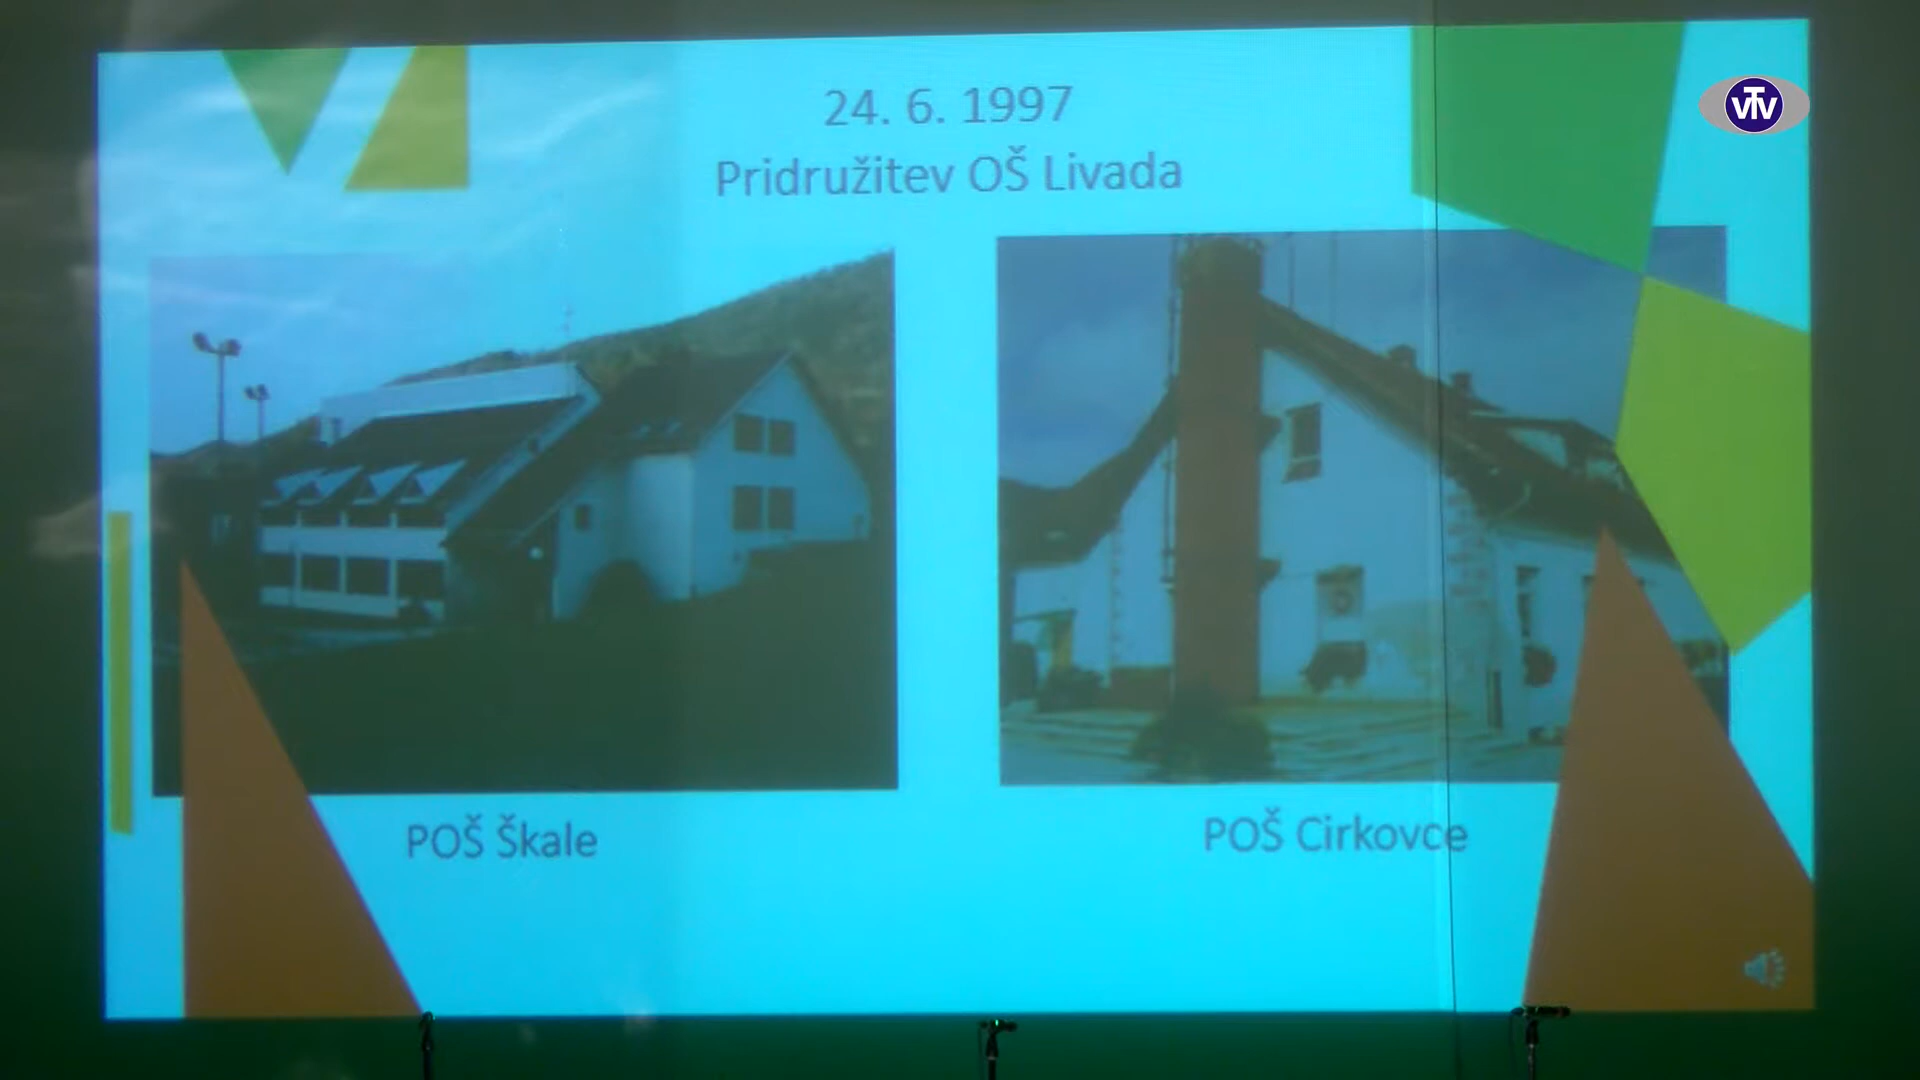 24. 6. 1997
Pridružitev OŠ Livada
VTV
POŠ Škale
POŠ Cirkovce